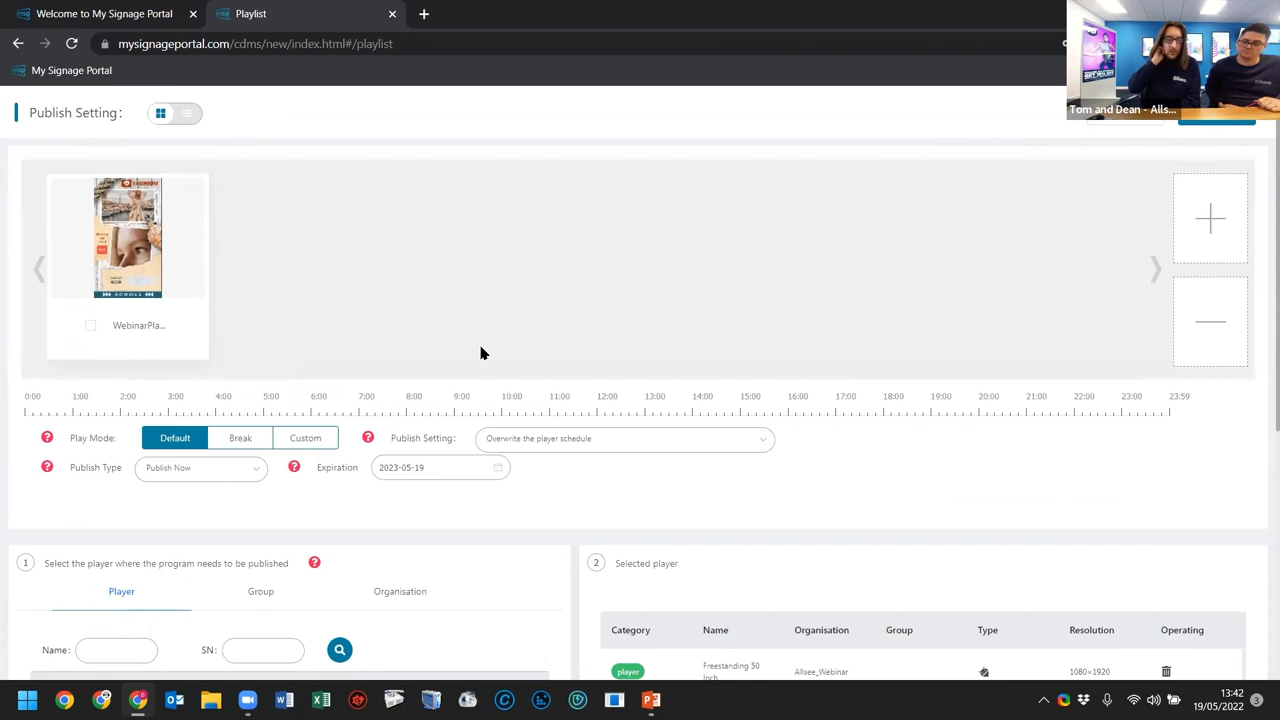 Welcome to My Signage Portal
Playlist
mysignageportal.com/cdms/new/index.html#/playlist
My Signage Portal
Tom and Dean - Alls...
Publish Setting:
FASHION
SCROLL
WebinarPla...
0:00 1:00 2:00 3:00 4:00 5:00 6:00 7:00 8:00 9:00 10:00 11:00 12:00 13:00 14:00 15:00 16:00 17:00 18:00 19:00 20:00 21:00 22:00 23:00 23:59
? Play Mode: Default Break Custom ? Publish Setting: Overwrite the player schedule
? Publish Type Publish Now ? Expiration 2023-05-19
1 Select the player where the program needs to be published ?
Player Group Organisation
Name: SN:
2 Selected player
Category Name Organisation Group Type Resolution Operating
player Freestanding 50 Inch Allsee_Webinar 1080×1920
13:42
19/05/2022
3